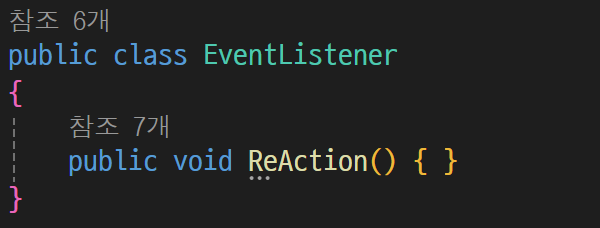 참조 6개
public class EventListener
{
참조 7개
public void ReAction() { }
}